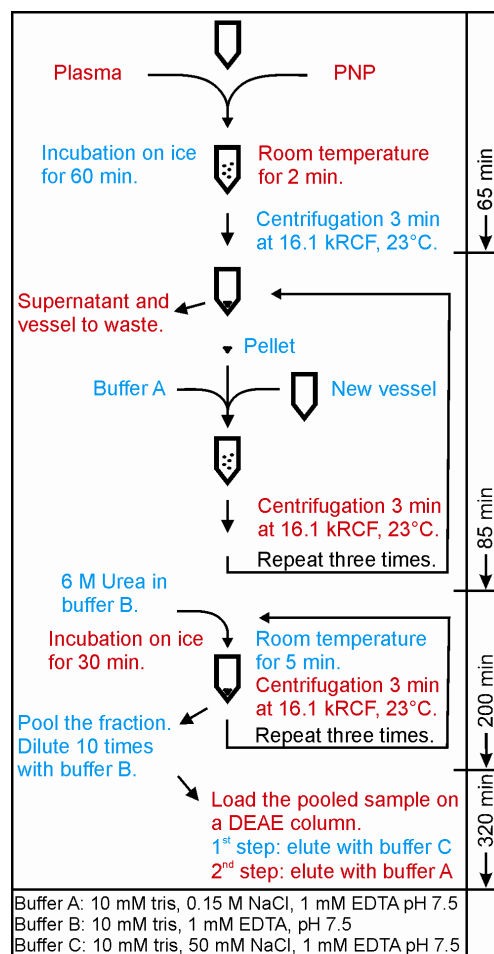 Plasma
PNP
Incubation on ice
for 60 min.
Room temperature
for 2 min.
65 min
Centrifugation 3 min
at 16.1 kRCF, 23°C.
Supernatant and
vessel to waste.
Pellet
Buffer A
New vessel
Centrifugation 3 min
at 16.1 kRCF, 23°C.
Repeat three times.
85 min
6 M Urea in
buffer B.
Incubation on ice
for 30 min.
Room temperature
for 5 min.
Centrifugation 3 min
at 16.1 kRCF, 23°C.
Repeat three times.
200 min
Pool the fraction.
Dilute 10 times
with buffer B.
Load the pooled sample on
a DEAE column.
1st step: elute with buffer C
2nd step: elute with buffer A
320 min
Buffer A: 10 mM tris, 0.15 M NaCl, 1 mM EDTA pH 7.5
Buffer B: 10 mM tris, 1 mM EDTA, pH 7.5
Buffer C: 10 mM tris, 50 mM NaCl, 1 mM EDTA pH 7.5